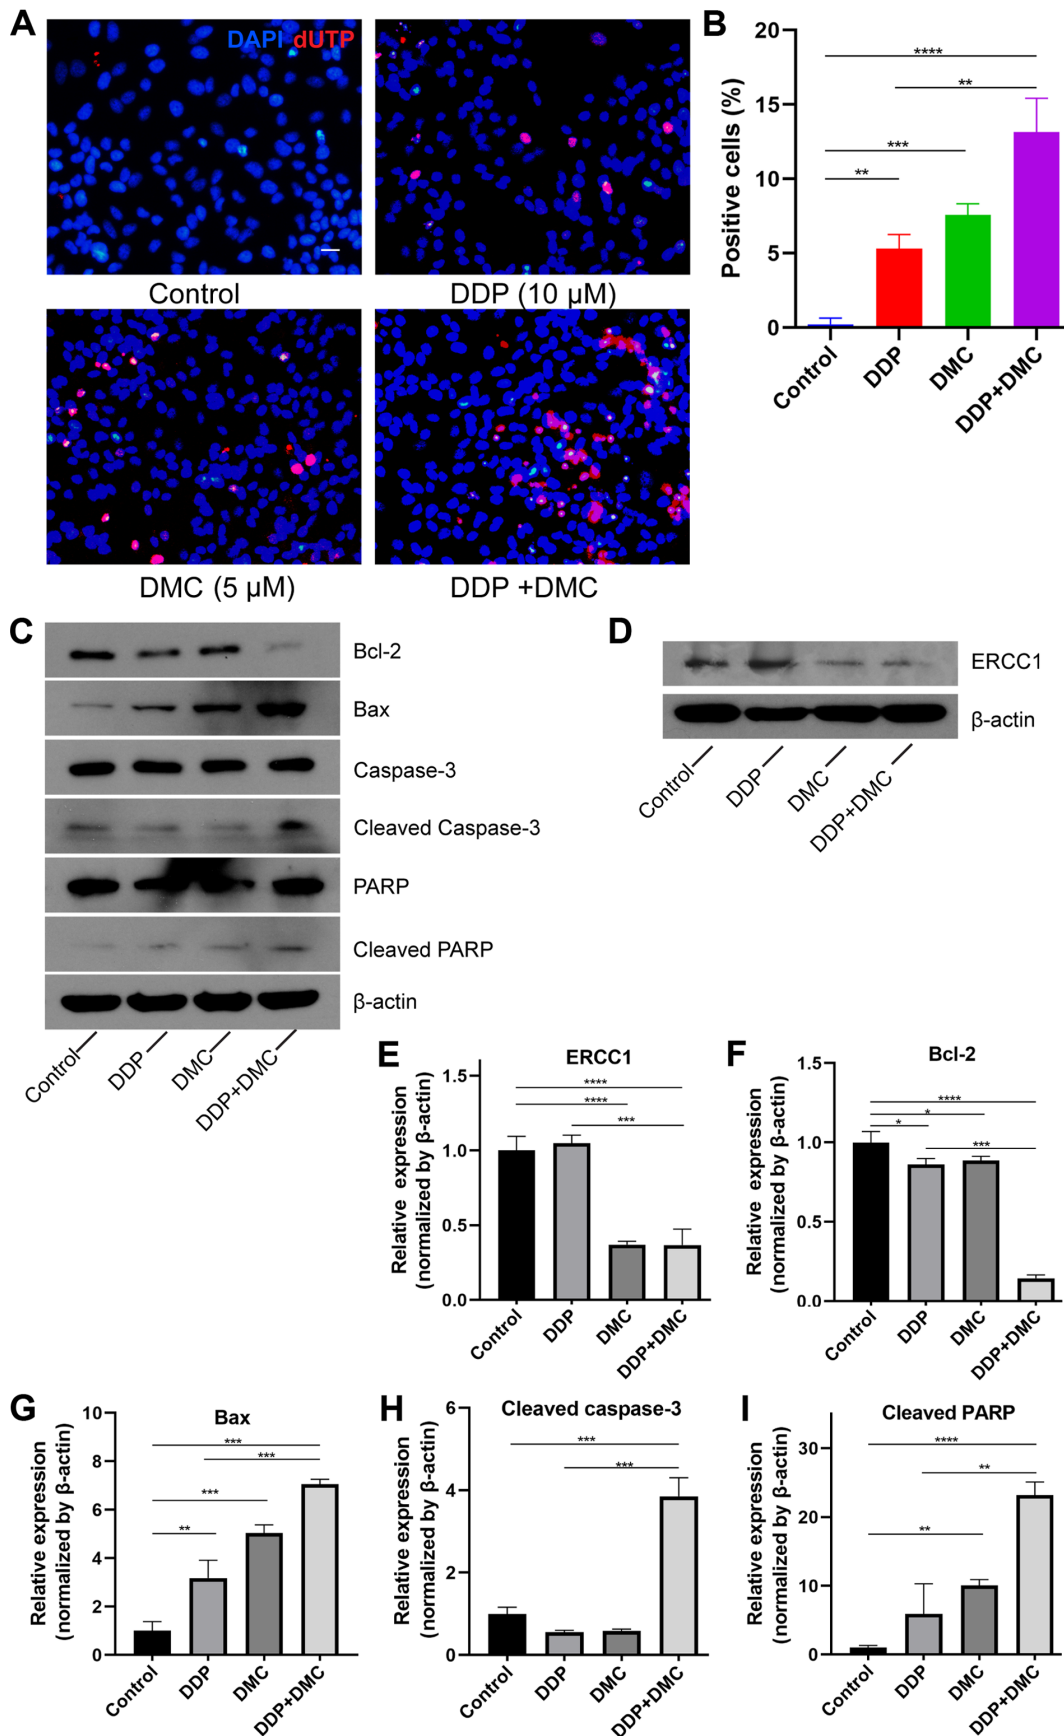 A
DAPI dUTP
Control
DDP (10 μM)
DMC (5 μM)
DDP +DMC
B
Positive cells (%)
20
15
10
5
0
****
**
***
**
Control
DDP
DMC
DDP+DMC
C
Bcl-2
Bax
Caspase-3
Cleaved Caspase-3
PARP
Cleaved PARP
β-actin
Control
DDP
DMC
DDP+DMC
D
ERCC1
β-actin
Control
DDP
DMC
DDP+DMC
E
ERCC1
Relative expression
(normalized by β-actin)
1.5
1.0
0.5
0.0
****
****
***
Control
DDP
DMC
DDP+DMC
F
Bcl-2
Relative expression
(normalized by β-actin)
1.5
1.0
0.5
0.0
****
*
*
***
Control
DDP
DMC
DDP+DMC
G
Bax
Relative expression
(normalized by β-actin)
10
8
6
4
2
0
***
***
***
**
Control
DDP
DMC
DDP+DMC
H
Cleaved caspase-3
Relative expression
(normalized by β-actin)
6
4
2
0
***
***
Control
DDP
DMC
DDP+DMC
I
Cleaved PARP
Relative expression
(normalized by β-actin)
30
20
10
0
****
**
**
Control
DDP
DMC
DDP+DMC